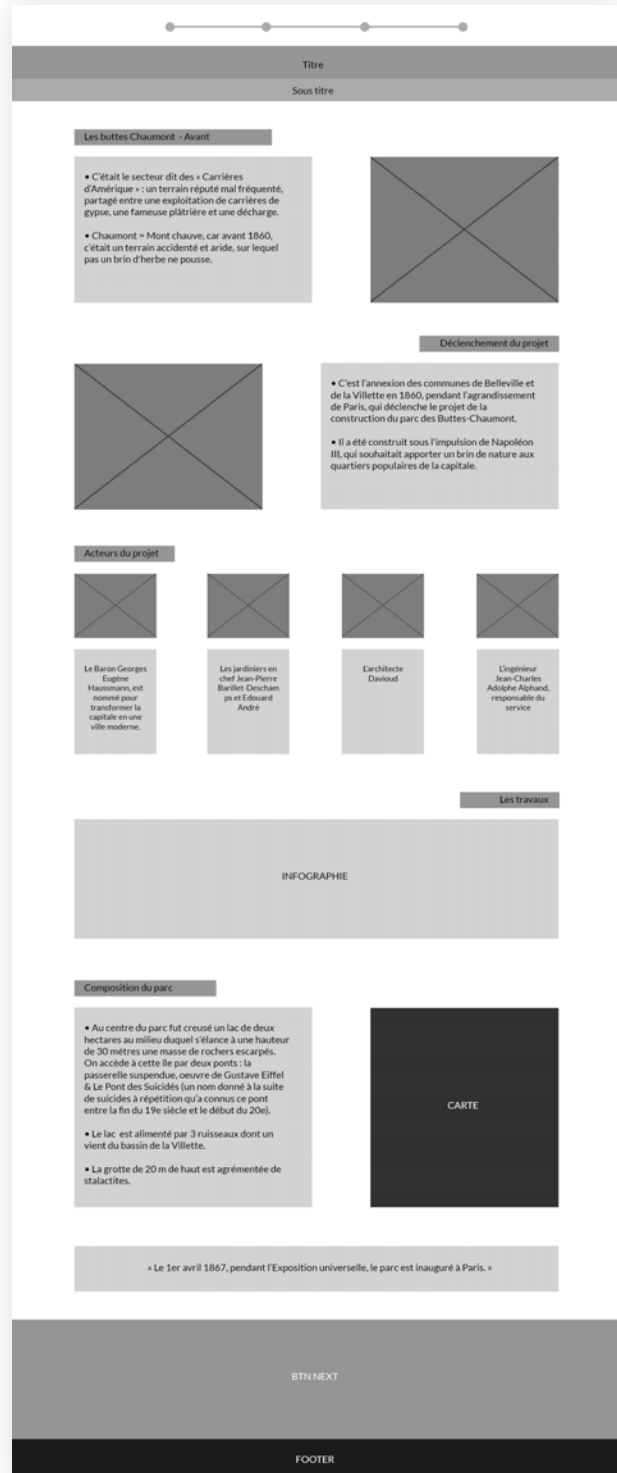 Titre
Sous titre
Les buttes Chaumont - Avant
• C'était le secteur dit des « Carrières
d'Amérique » : un terrain réputé mal fréquenté,
partagé entre une exploitation de carrières de
gypse, une fameuse plâtrière et une décharge.
• Chaumont = Mont chauve, car avant 1860,
c'était un terrain accidenté et aride, sur lequel
pas un brin d'herbe ne pousse.
Déclenchement du projet
• C'est l'annexion des communes de Belleville et
de la Villette en 1860, pendant l'agrandissement
de Paris, qui déclenche le projet de la
construction du parc des Buttes-Chaumont.
• Il a été construit sous l'impulsion de Napoléon
III, qui souhaitait apporter un brin de nature aux
quartiers populaires de la capitale.
Acteurs du projet
Le Baron Georges
Eugène
Haussmann, est
nommé pour
transformer la
capitale en une
ville moderne.
Les jardiniers en
chef Jean-Pierre
Barillet-Descham
ps et Edouard
André
L'architecte
Davioud
L'ingénieur
Jean-Charles
Adolphe Alphand,
responsable du
service
Les travaux
INFOGRAPHIE
Composition du parc
• Au centre du parc fut creusé un lac de deux
hectares au milieu duquel s'élance à une hauteur
de 30 mètres une masse de rochers escarpés.
On accède à cette île par deux ponts : la
passerelle suspendue, oeuvre de Gustave Eiffel
& Le Pont des Suicidés (un nom donné à la suite
de suicides à répétition qu'a connus ce pont
entre la fin du 19e siècle et le début du 20e).
• Le lac est alimenté par 3 ruisseaux dont un
vient du bassin de la Villette.
• La grotte de 20 m de haut est agrémentée de
stalactites.
CARTE
« Le 1er avril 1867, pendant l'Exposition universelle, le parc est inauguré à Paris. »
BTN NEXT
FOOTER